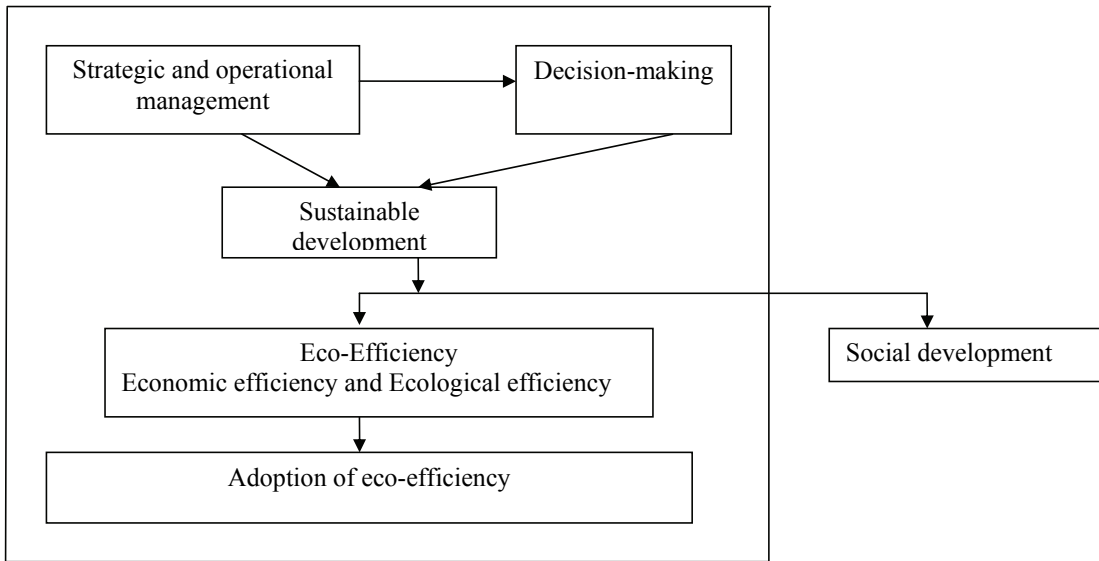 Strategic and operational
management
Decision-making
Sustainable
development
Eco-Efficiency
Economic efficiency and Ecological efficiency
Social development
Adoption of eco-efficiency